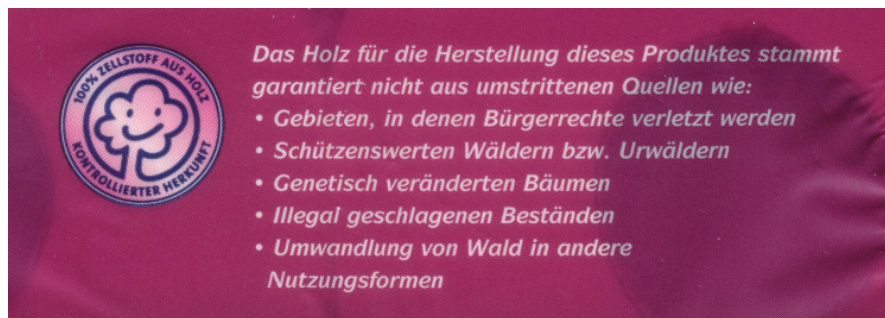 100% ZELLSTOFF AUS HOLZ
KONTROLLIERTER HERKUNFT
Das Holz für die Herstellung dieses Produktes stammt
garantiert nicht aus umstrittenen Quellen wie:
• Gebieten, in denen Bürgerrechte verletzt werden
• Schützenswerten Wäldern bzw. Urwäldern
• Genetisch veränderten Bäumen
• Illegal geschlagenen Beständen
• Umwandlung von Wald in andere
Nutzungsformen